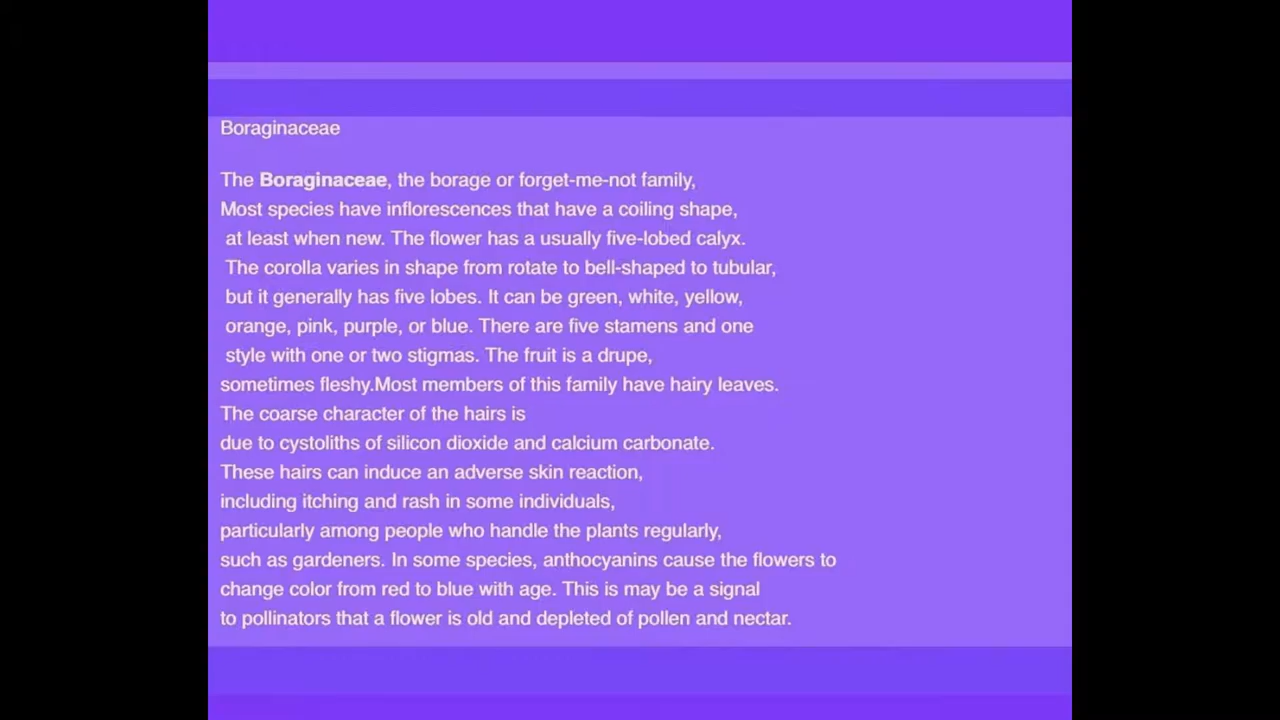 Boraginaceae
The Boraginaceae, the borage or forget-me-not family,
Most species have inflorescences that have a coiling shape,
at least when new. The flower has a usually five-lobed calyx.
The corolla varies in shape from rotate to bell-shaped to tubular,
but it generally has five lobes. It can be green, white, yellow,
orange, pink, purple, or blue. There are five stamens and one
style with one or two stigmas. The fruit is a drupe,
sometimes fleshy.Most members of this family have hairy leaves.
The coarse character of the hairs is
due to cystoliths of silicon dioxide and calcium carbonate.
These hairs can induce an adverse skin reaction,
including itching and rash in some individuals,
particularly among people who handle the plants regularly,
such as gardeners. In some species, anthocyanins cause the flowers to
change color from red to blue with age. This is may be a signal
to pollinators that a flower is old and depleted of pollen and nectar.